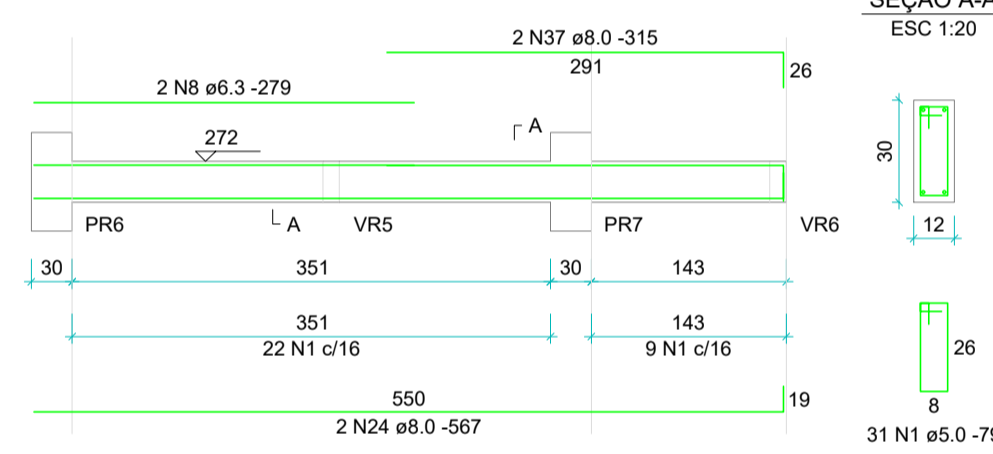 SEÇÃO A-A
ESC 1:20
2 N37 ø8.0 -315
291
26
2 N8 ø6.3 -279
272
A
30
PR6
A
VR5
PR7
VR6
12
30
351
30
143
351
143
22 N1 c/16
9 N1 c/16
26
550
19
2 N24 ø8.0 -567
8
31 N1 ø5.0 -79